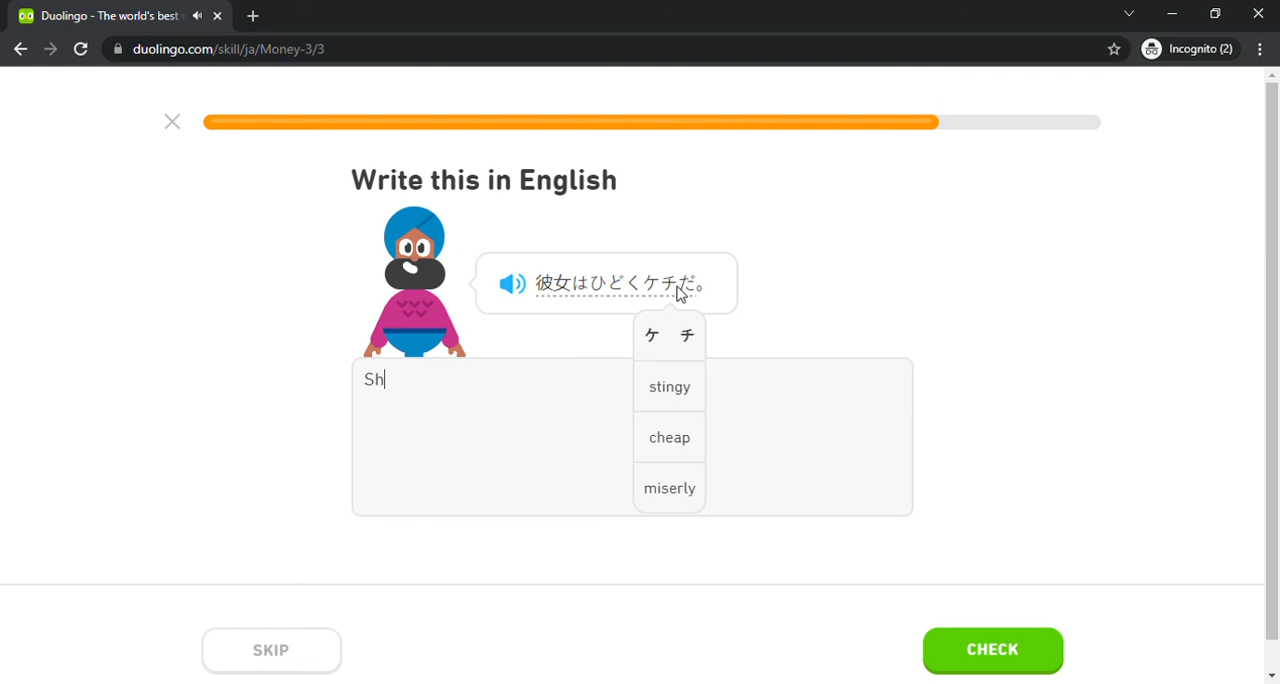 Duolingo - The world's best
duolingo.com/skill/ja/Money-3/3
Incognito (2)
Write this in English
彼女はひどくケチだ。
ケ チ
stingy
cheap
miserly
Sh
SKIP
CHECK